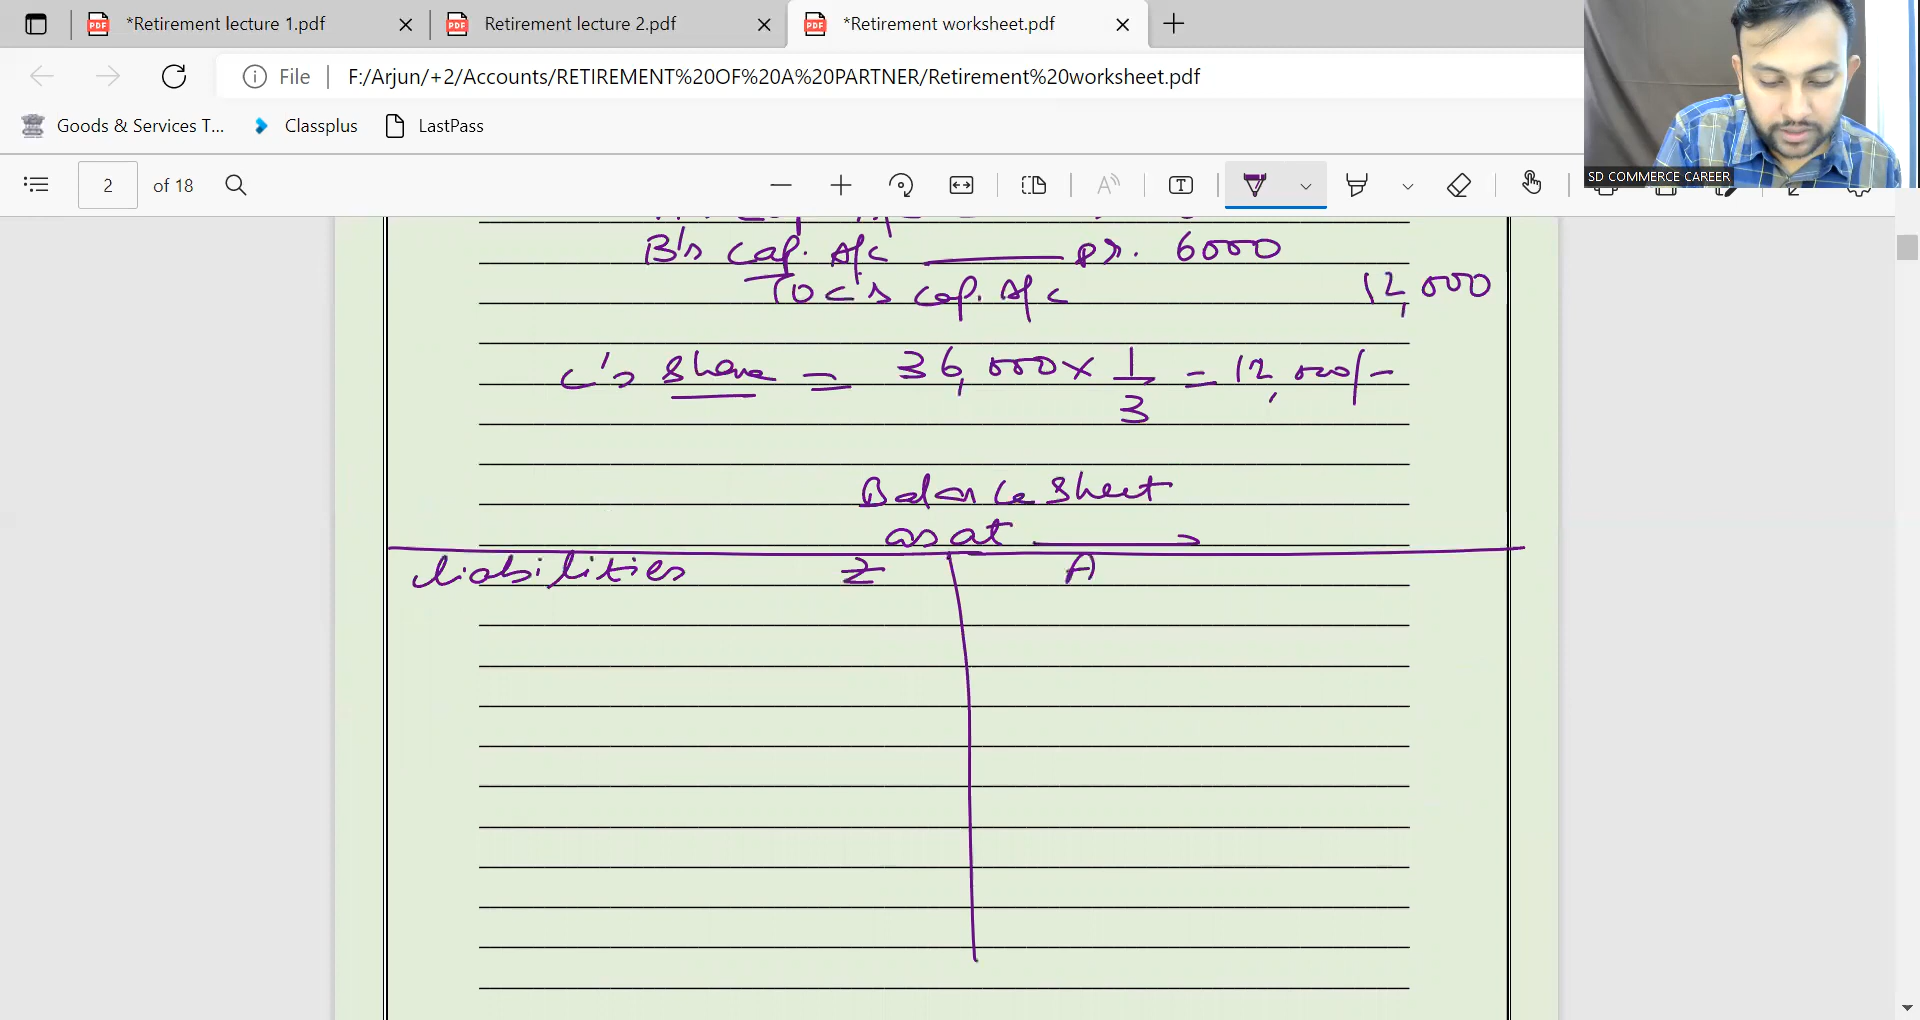 *Retirement lecture 1.pdf
Retirement lecture 2.pdf
*Retirement worksheet.pdf
File
F:/Arjun/+2/Accounts/RETIREMENT%20OF%20A%20PARTNER/Retirement%20worksheet.pdf
Goods & Services T...
Classplus
LastPass
2 of 18
SD COMMERCE CAREER
B's cap. A/c Dr. 6000
To C's cap. A/c 12,000
C's share = 36,000 × 1/3 = 12,000/-
Balance Sheet
as at
Liabilities ₹ A